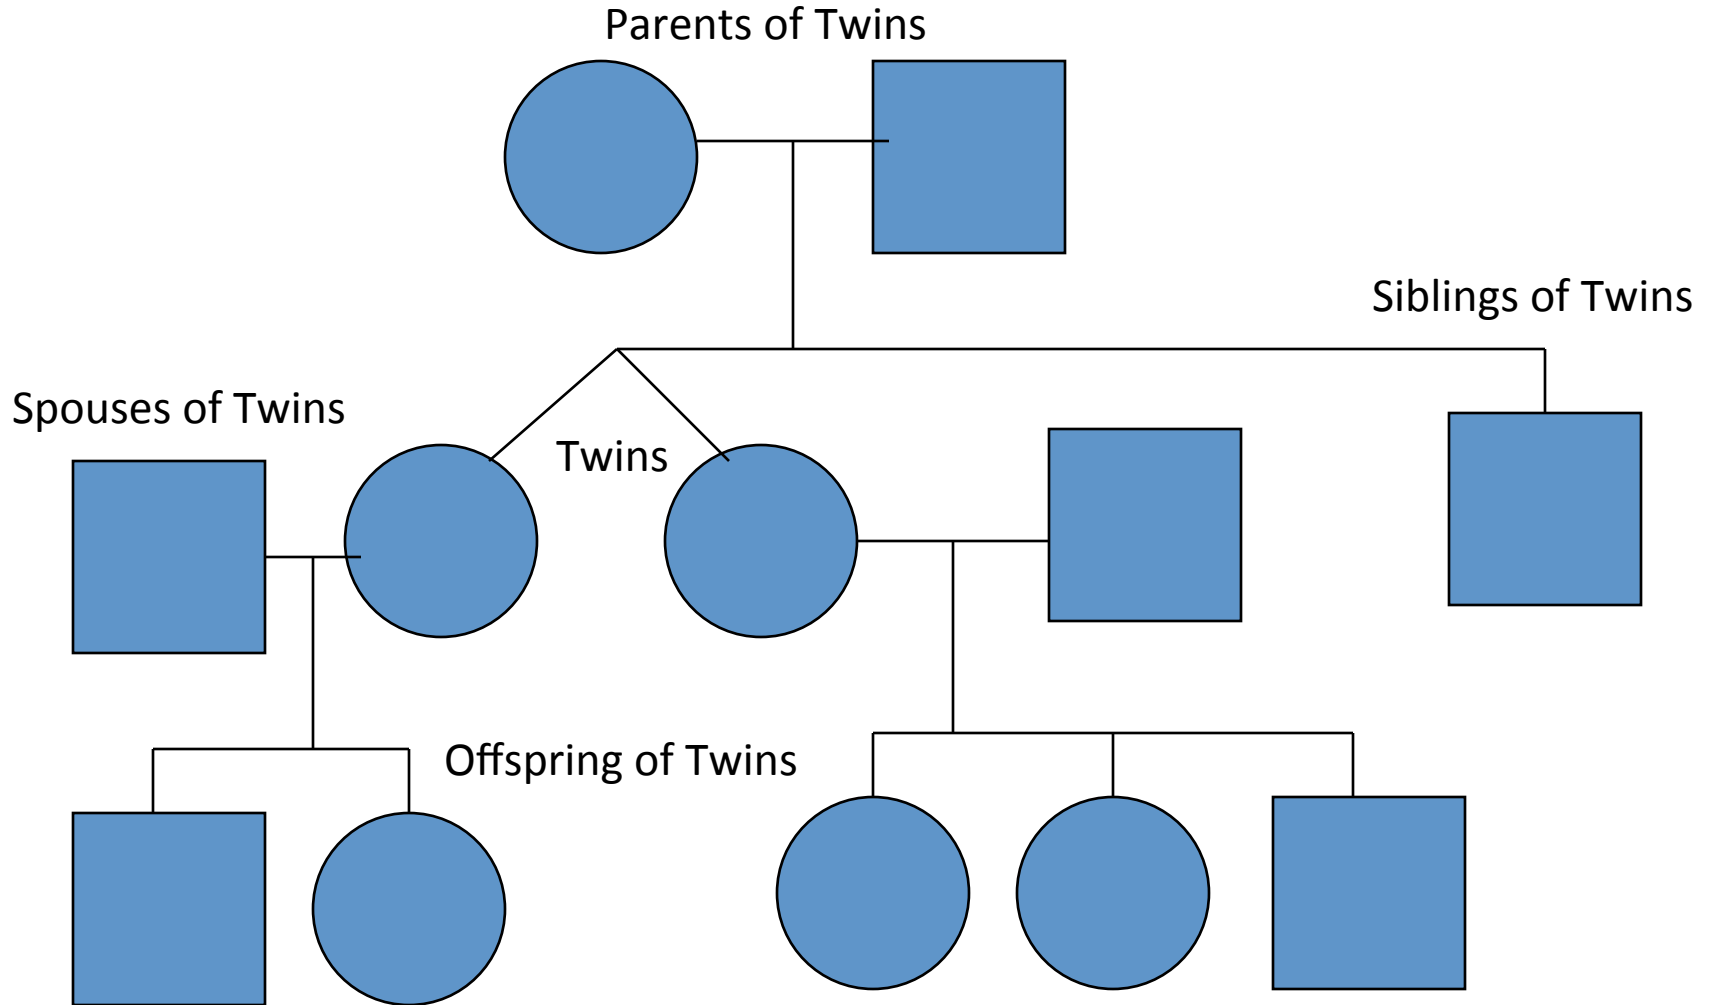 Parents of Twins
Siblings of Twins
Spouses of Twins
Twins
Offspring of Twins